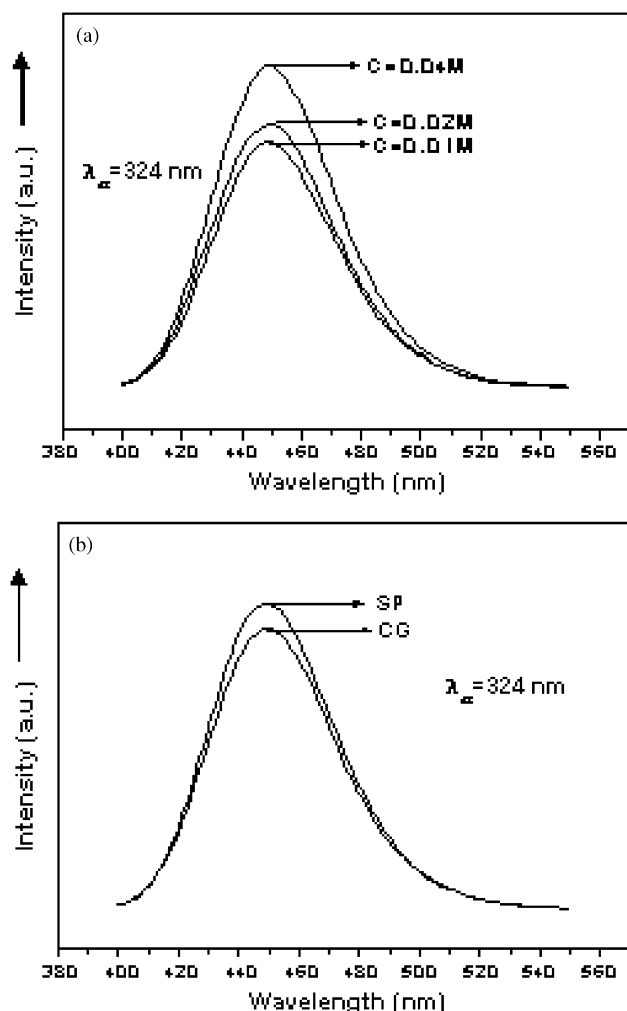 (a)
C=0.04M
C=0.02M
C=0.01M
λex=324 nm
Intensity (a.u.)
380 400 420 440 460 480 500 520 540 560
Wavelength (nm)
(b)
SP
CG
λex=324 nm
Intensity (a.u.)
380 400 420 440 460 480 500 520 540 560
Wavelength (nm)